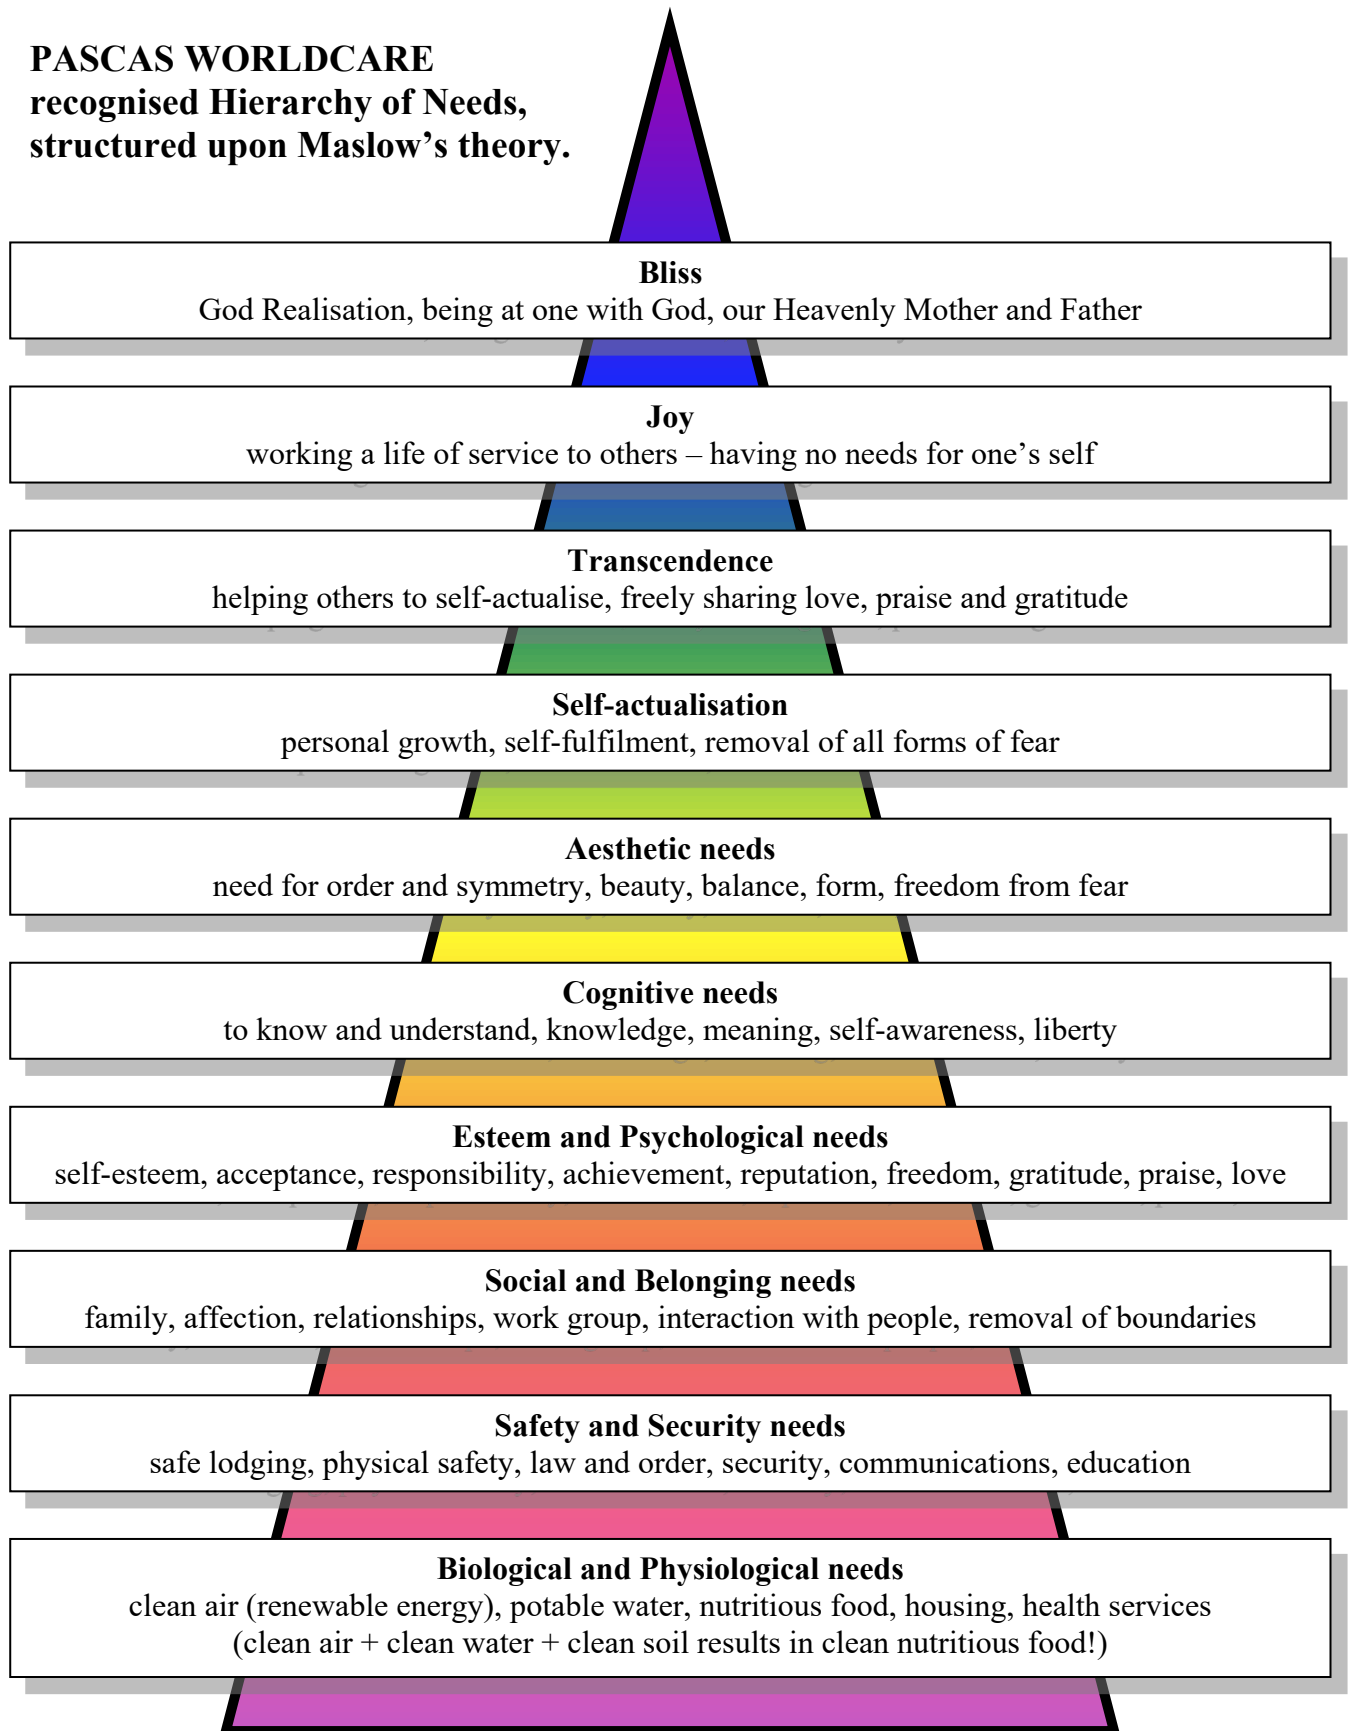 PASCAS WORLDCARE
recognised Hierarchy of Needs,
structured upon Maslow’s theory.
Bliss
God Realisation, being at one with God, our Heavenly Mother and Father
Joy
working a life of service to others – having no needs for one’s self
Transcendence
helping others to self-actualise, freely sharing love, praise and gratitude
Self-actualisation
personal growth, self-fulfilment, removal of all forms of fear
Aesthetic needs
need for order and symmetry, beauty, balance, form, freedom from fear
Cognitive needs
to know and understand, knowledge, meaning, self-awareness, liberty
Esteem and Psychological needs
self-esteem, acceptance, responsibility, achievement, reputation, freedom, gratitude, praise, love
Social and Belonging needs
family, affection, relationships, work group, interaction with people, removal of boundaries
Safety and Security needs
safe lodging, physical safety, law and order, security, communications, education
Biological and Physiological needs
clean air (renewable energy), potable water, nutritious food, housing, health services
(clean air + clean water + clean soil results in clean nutritious food!)